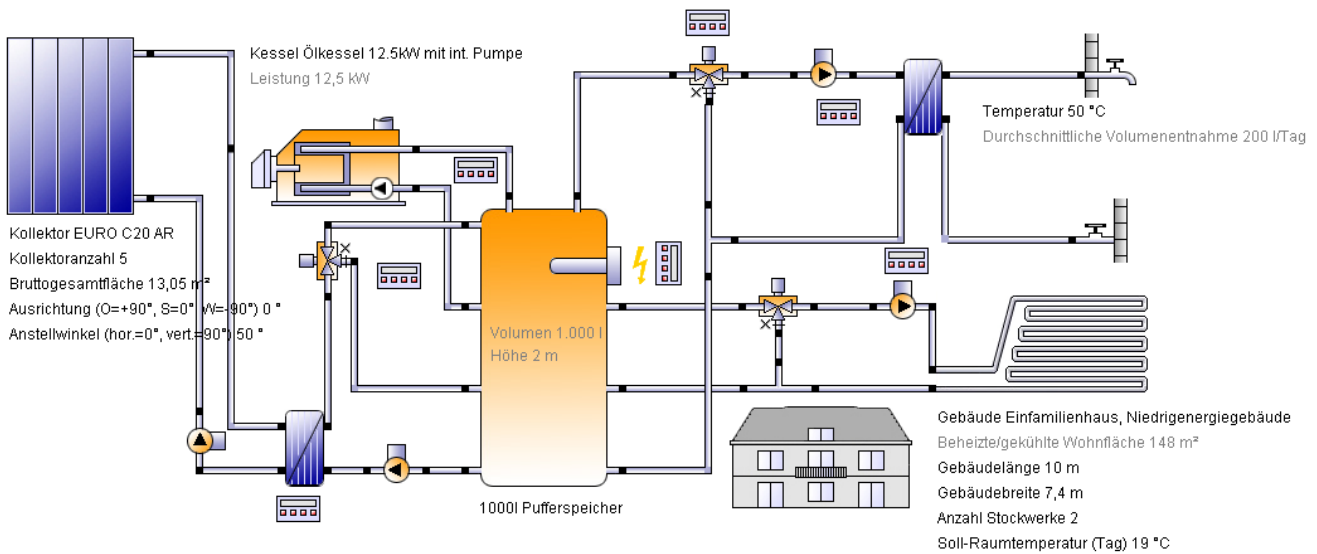 Kessel Ölkessel 12.5kW mit int. Pumpe
Leistung 12,5 kW
Temperatur 50 °C
Durchschnittliche Volumenentnahme 200 l/Tag
Kollektor EURO C20 AR
Kollektoranzahl 5
Bruttogesamtfläche 13,05 m²
Ausrichtung (O=+90°, S=0°, W=-90°) 0 °
Anstellwinkel (hor.=0°, vert.=90°) 50 °
Volumen 1.000 l
Höhe 2 m
1000l Pufferspeicher
Gebäude Einfamilienhaus, Niedrigenergiegebäude
Beheizte/gekühlte Wohnfläche 148 m²
Gebäudelänge 10 m
Gebäudebreite 7,4 m
Anzahl Stockwerke 2
Soll-Raumtemperatur (Tag) 19 °C